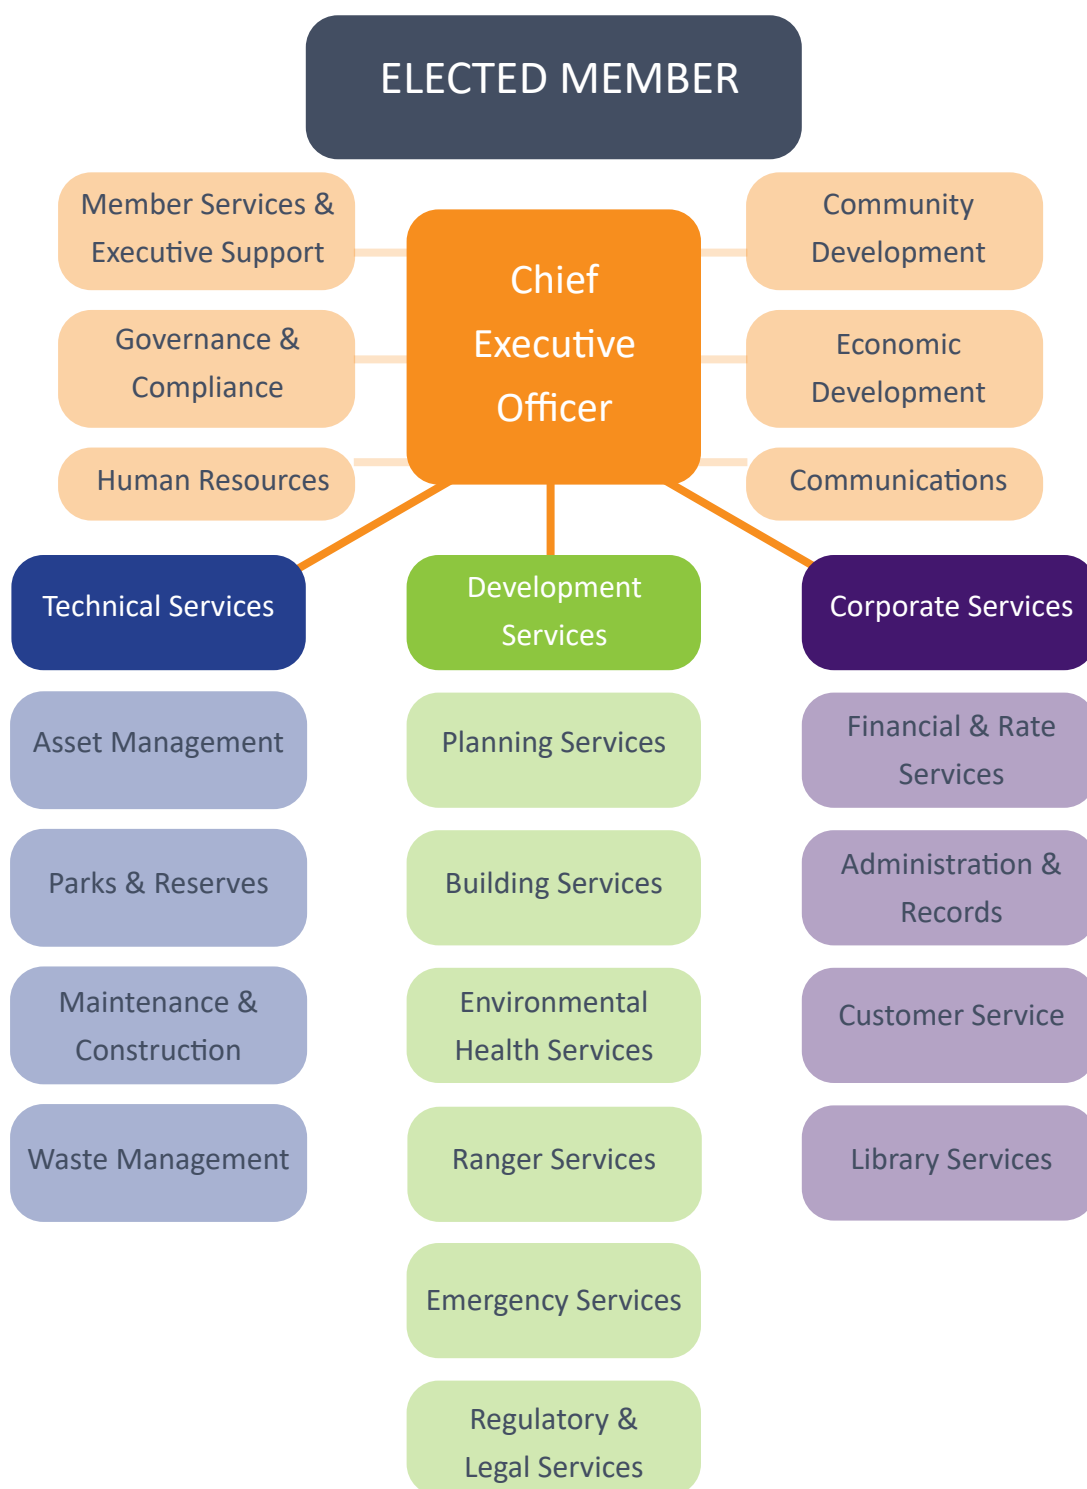 ELECTED MEMBER
Member Services &
Executive Support
Governance &
Compliance
Human Resources
Chief
Executive
Officer
Community
Development
Economic
Development
Communications
Technical Services
Asset Management
Parks & Reserves
Maintenance &
Construction
Waste Management
Development
Services
Planning Services
Building Services
Environmental
Health Services
Ranger Services
Emergency Services
Regulatory &
Legal Services
Corporate Services
Financial & Rate
Services
Administration &
Records
Customer Service
Library Services